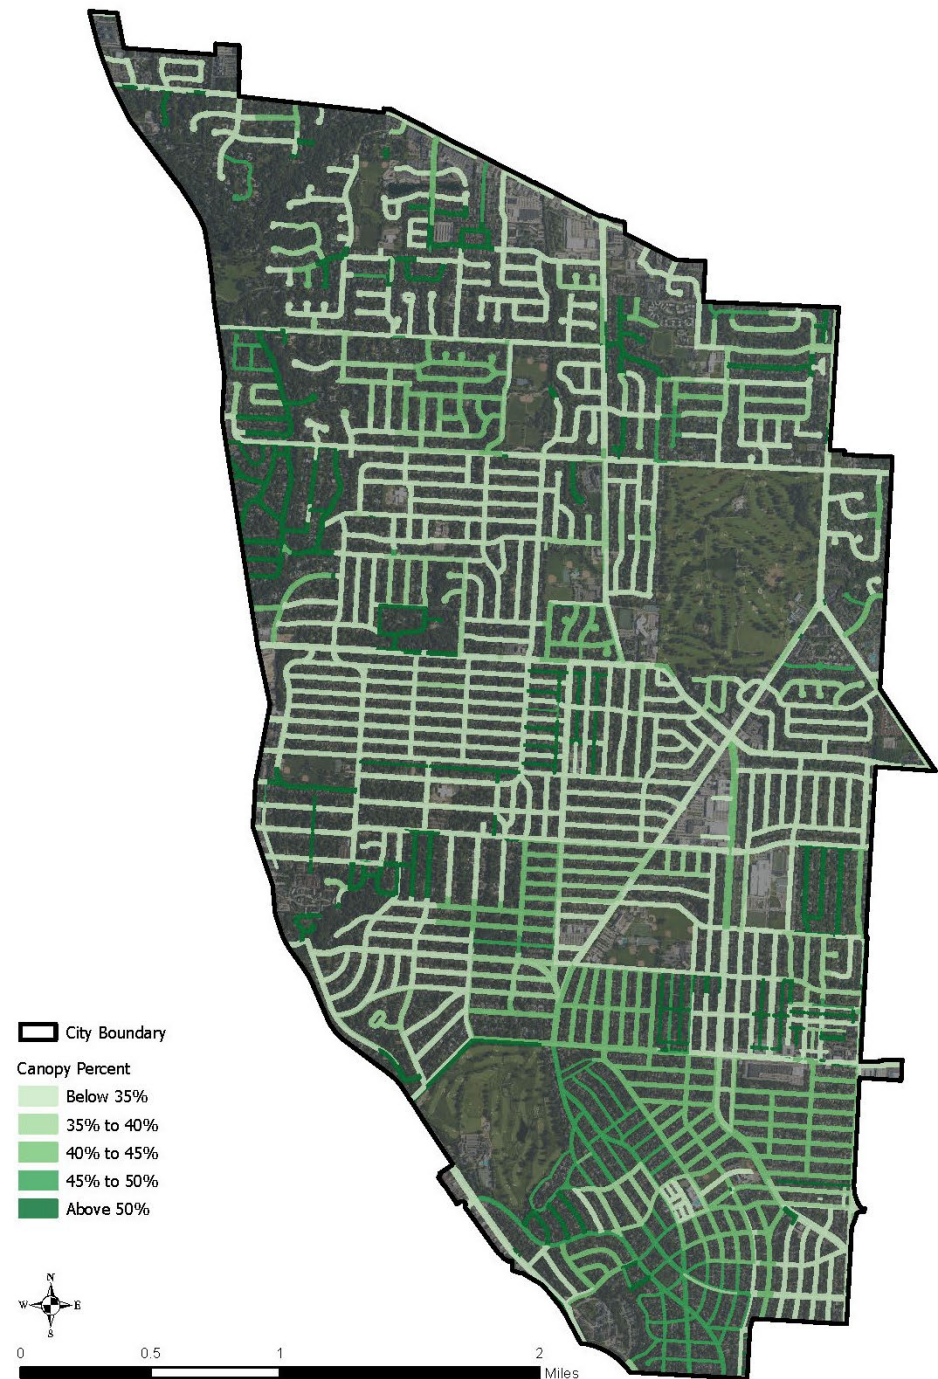 City Boundary
Canopy Percent
Below 35%
35% to 40%
40% to 45%
45% to 50%
Above 50%
N
W E
S
0 0.5 1 2
Miles